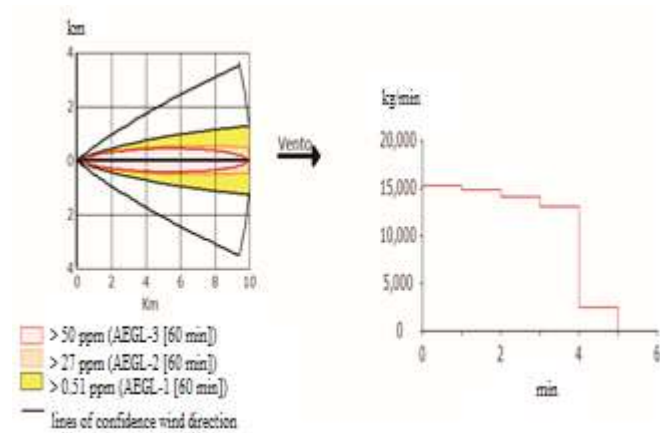 km
4
2
0
2
4
0 2 4 6 8 10
Km
Vento
> 50 ppm (AEGL-3 [60 min])
> 27 ppm (AEGL-2 [60 min])
> 0.51 ppm (AEGL-1 [60 min])
lines of confidence wind direction
kg/min
20,000
15,000
10,000
5,000
0
0 2 4 6
min